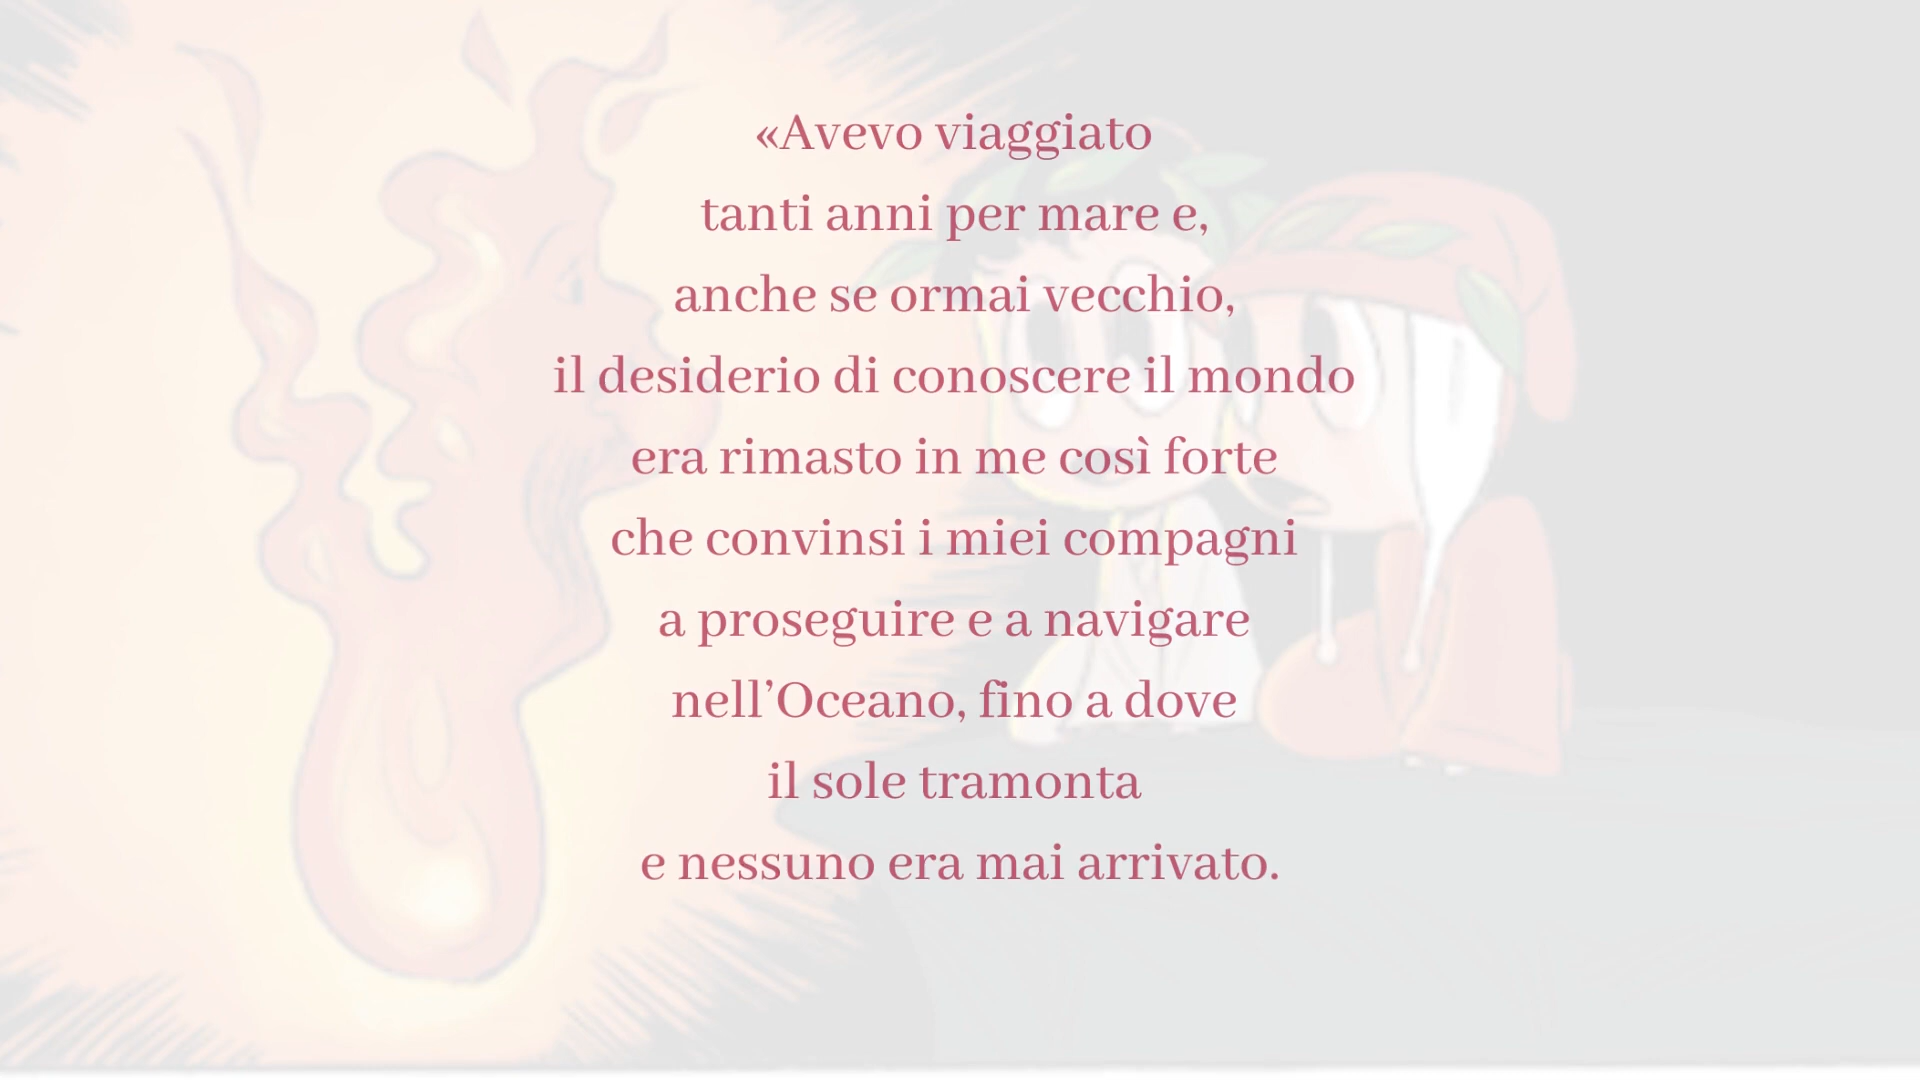 «Avevo viaggiato
tanti anni per mare e,
anche se ormai vecchio,
il desiderio di conoscere il mondo
era rimasto in me così forte
che convinsi i miei compagni
a proseguire e a navigare
nell’Oceano, fino a dove
il sole tramonta
e nessuno era mai arrivato.